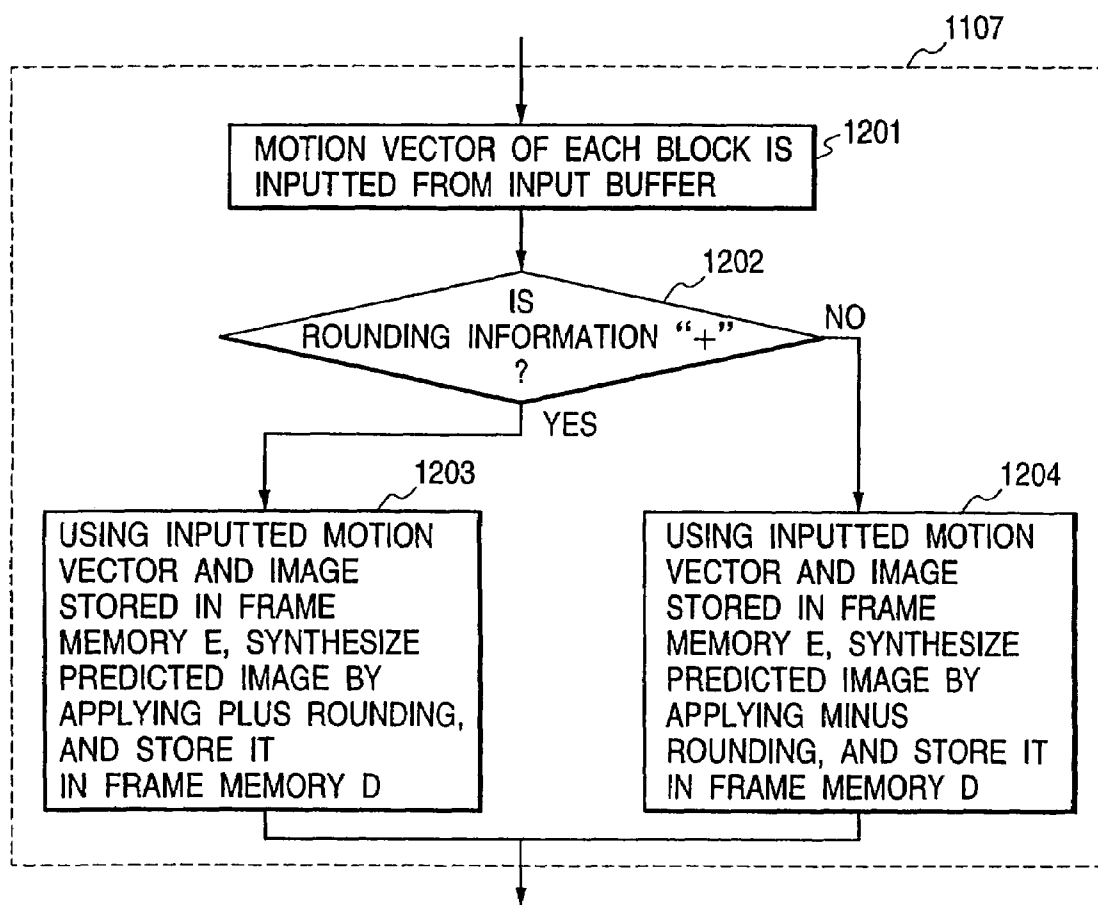 1107
MOTION VECTOR OF EACH BLOCK IS
INPUTTED FROM INPUT BUFFER
1201
1202
IS
ROUNDING INFORMATION “+”
?
NO
YES
1203
USING INPUTTED MOTION
VECTOR AND IMAGE
STORED IN FRAME
MEMORY E, SYNTHESIZE
PREDICTED IMAGE BY
APPLYING PLUS ROUNDING,
AND STORE IT
IN FRAME MEMORY D
1204
USING INPUTTED MOTION
VECTOR AND IMAGE
STORED IN FRAME
MEMORY E, SYNTHESIZE
PREDICTED IMAGE BY
APPLYING MINUS
ROUNDING, AND STORE IT
IN FRAME MEMORY D